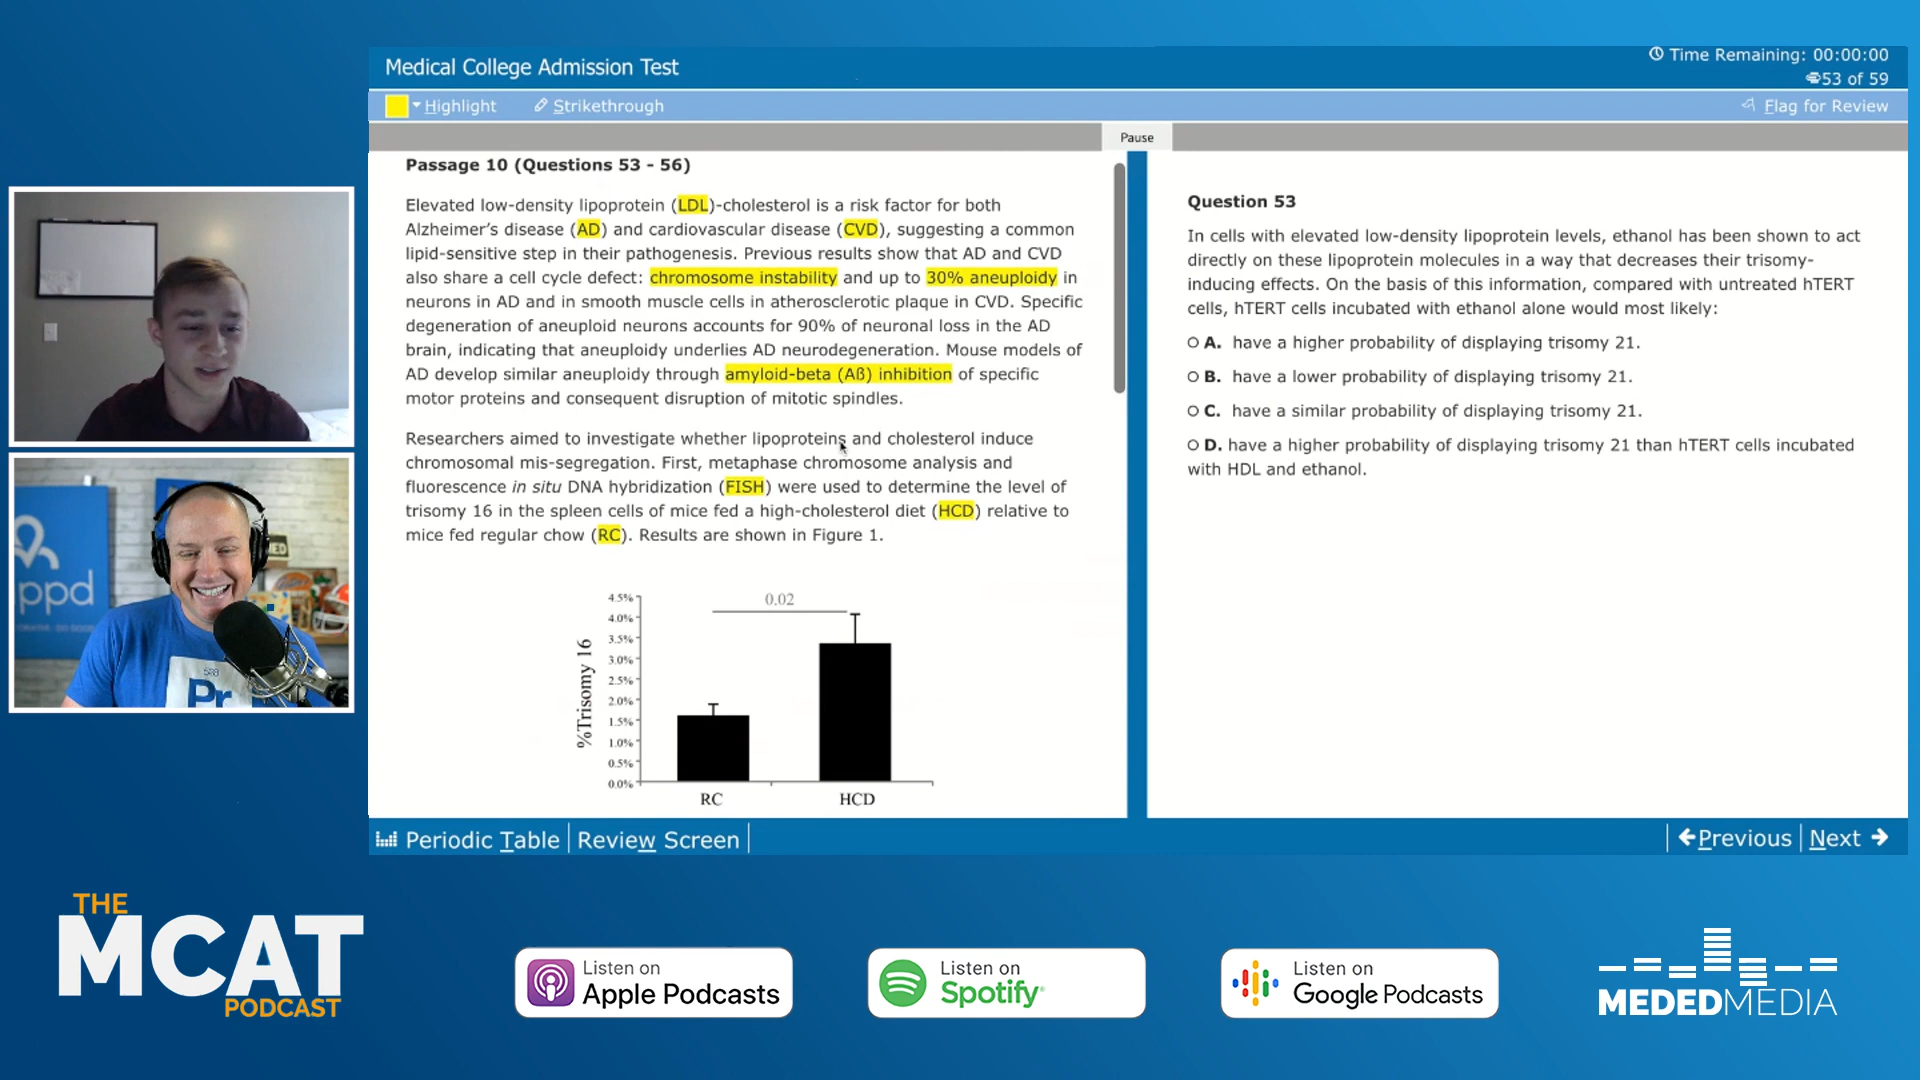 Medical College Admission Test
Time Remaining: 00:00:00
53 of 59
Highlight
Strikethrough
Flag for Review
Pause
Passage 10 (Questions 53 - 56)
Elevated low-density lipoprotein (LDL)-cholesterol is a risk factor for both
Alzheimer's disease (AD) and cardiovascular disease (CVD), suggesting a common
lipid-sensitive step in their pathogenesis. Previous results show that AD and CVD
also share a cell cycle defect: chromosome instability and up to 30% aneuploidy in
neurons in AD and in smooth muscle cells in atherosclerotic plaque in CVD. Specific
degeneration of aneuploid neurons accounts for 90% of neuronal loss in the AD
brain, indicating that aneuploidy underlies AD neurodegeneration. Mouse models of
AD develop similar aneuploidy through amyloid-beta (Aß) inhibition of specific
motor proteins and consequent disruption of mitotic spindles.
Researchers aimed to investigate whether lipoproteins and cholesterol induce
chromosomal mis-segregation. First, metaphase chromosome analysis and
fluorescence in situ DNA hybridization (FISH) were used to determine the level of
trisomy 16 in the spleen cells of mice fed a high-cholesterol diet (HCD) relative to
mice fed regular chow (RC). Results are shown in Figure 1.
%Trisomy 16
4.5%
4.0%
3.5%
3.0%
2.5%
2.0%
1.5%
1.0%
0.5%
0.0%
0.02
RC
HCD
Question 53
In cells with elevated low-density lipoprotein levels, ethanol has been shown to act
directly on these lipoprotein molecules in a way that decreases their trisomy-
inducing effects. On the basis of this information, compared with untreated hTERT
cells, hTERT cells incubated with ethanol alone would most likely:
A. have a higher probability of displaying trisomy 21.
B. have a lower probability of displaying trisomy 21.
C. have a similar probability of displaying trisomy 21.
D. have a higher probability of displaying trisomy 21 than hTERT cells incubated
with HDL and ethanol.
Periodic Table
Review Screen
Previous
Next
ppd
Pr
THE
MCAT
PODCAST
Listen on
Apple Podcasts
Listen on
Spotify
Listen on
Google Podcasts
MEDEDMEDIA